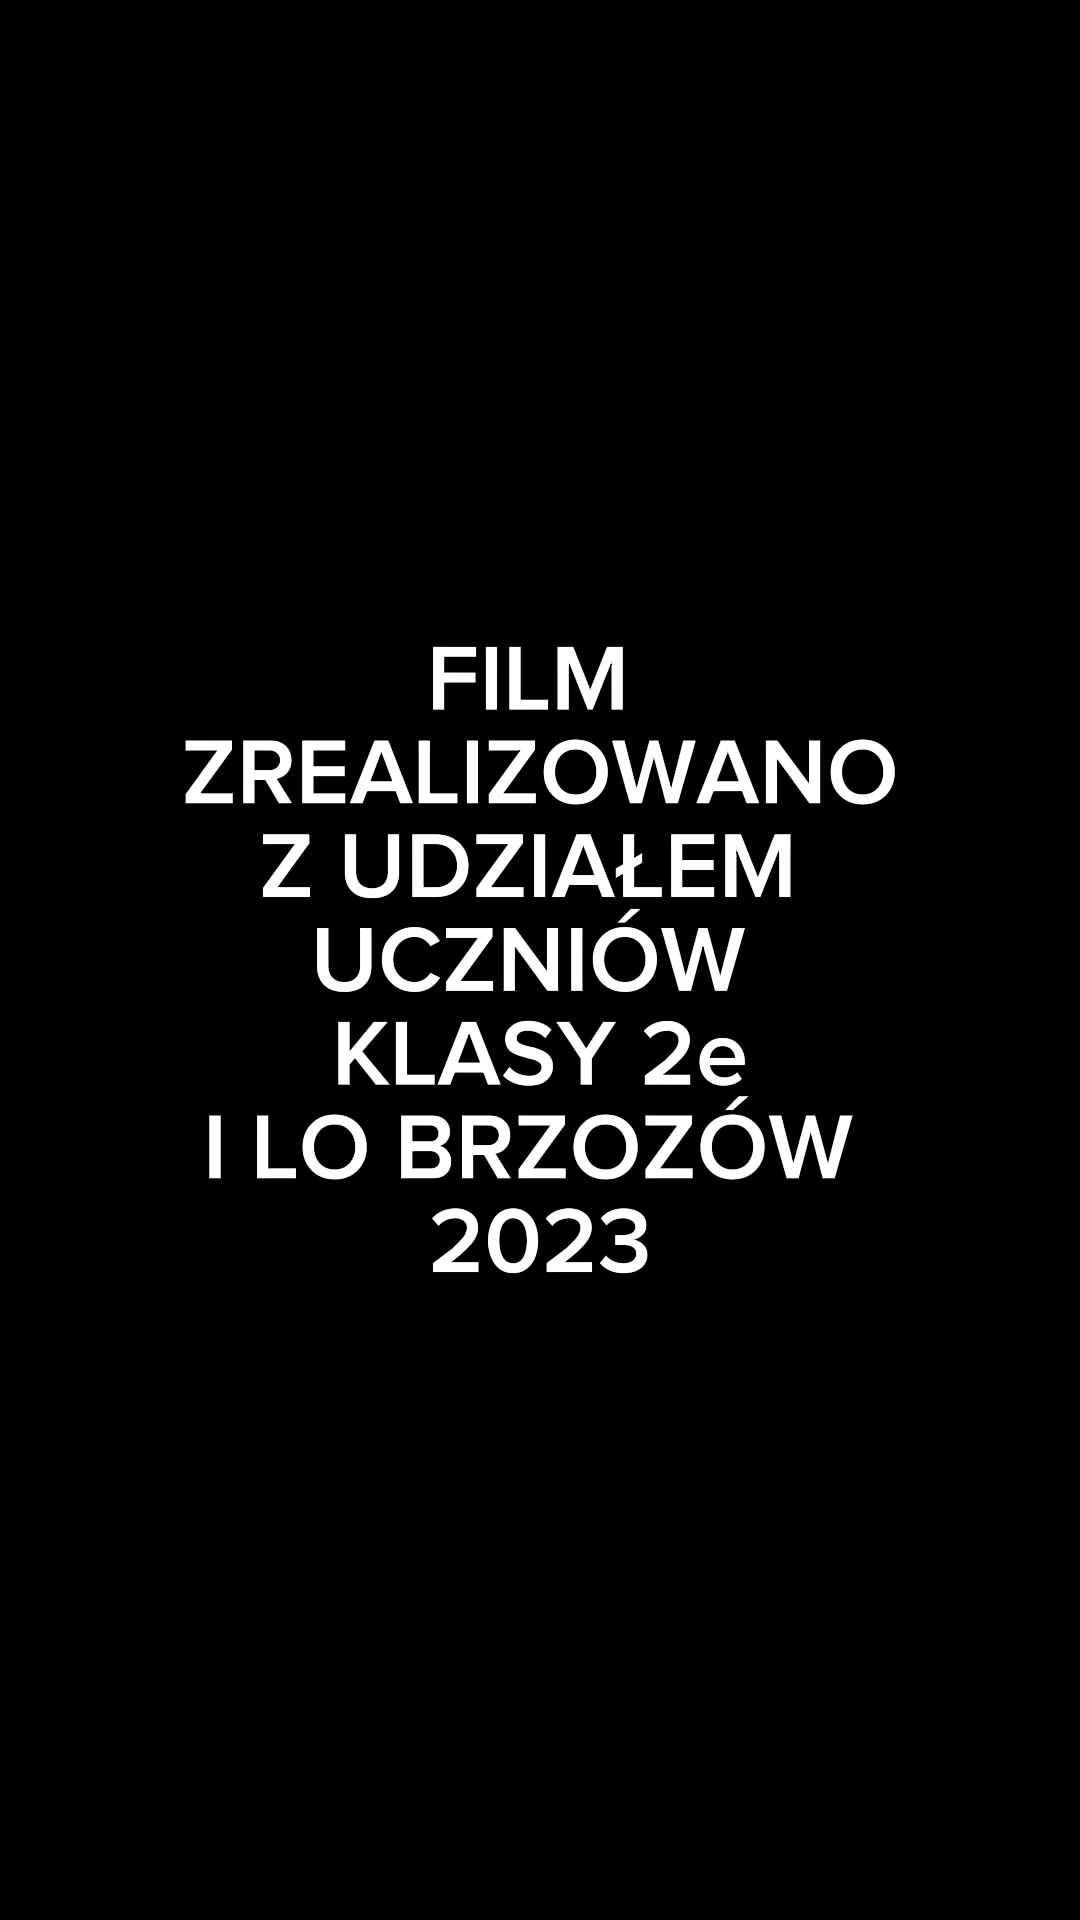 FILM
ZREALIZOWANO
Z UDZIAŁEM
UCZNIÓW
KLASY 2e
I LO BRZOZÓW
2023